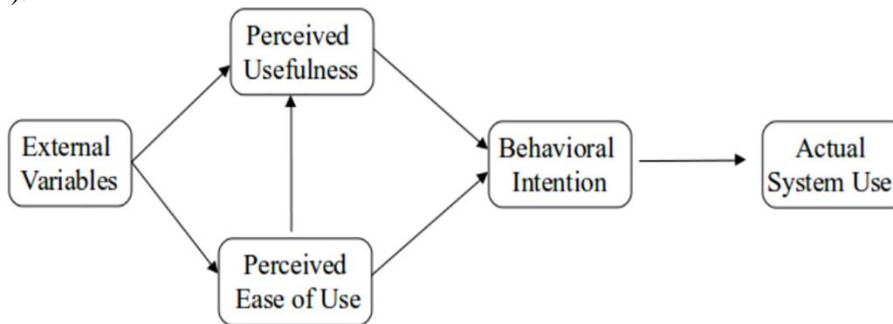 ).
Perceived
Usefulness
External
Variables
Behavioral
Intention
Actual
System Use
Perceived
Ease of Use